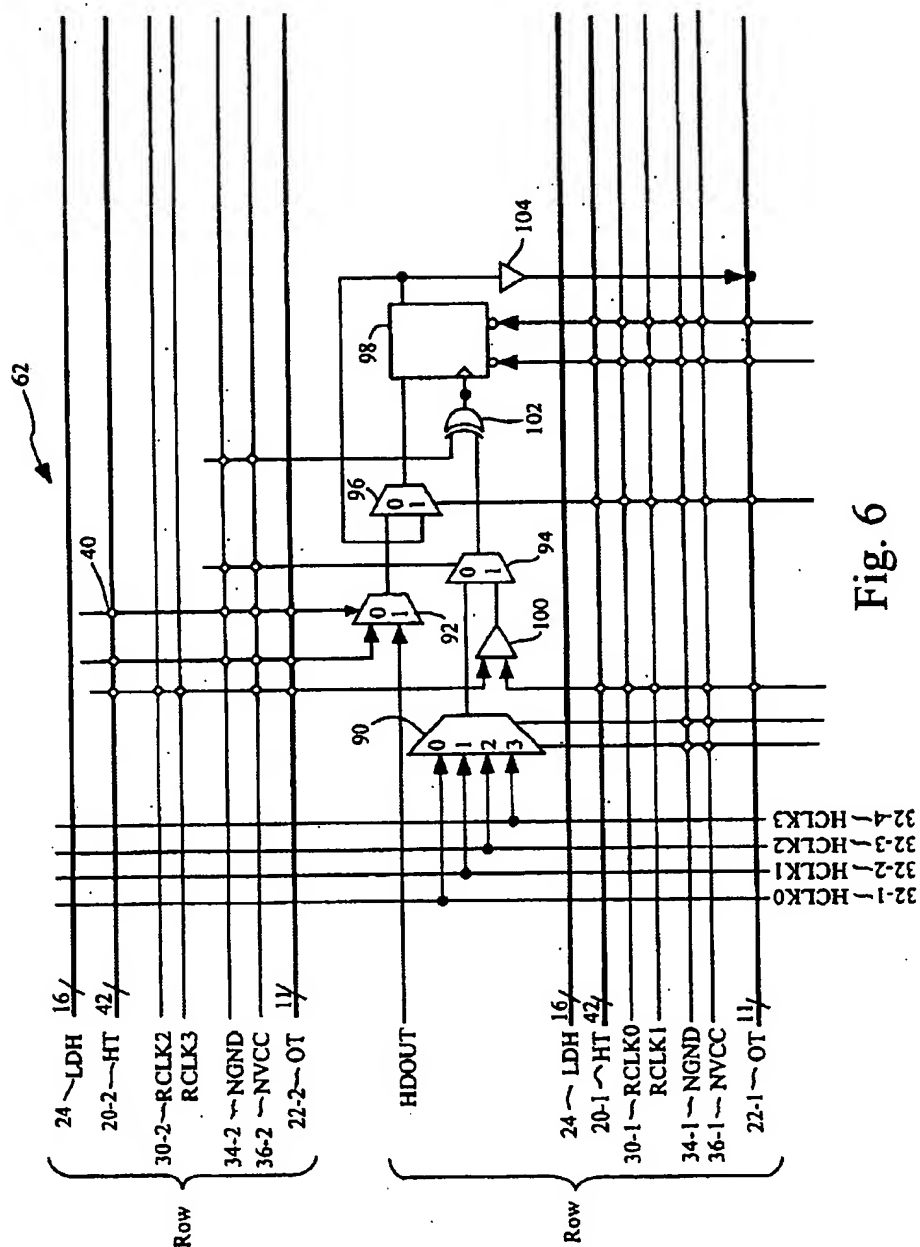 62
24 LDH 16
20-2 HT 42
30-2 RCLK2
RCLK3
34-2 NGND
36-2 NVCC
22-2 OT 11
Row
40
HDOUT
90
0
1
2
3
92
0
1
100
94
0
1
96
0
1
102
98
104
32-1 HCLK0
32-2 HCLK1
32-3 HCLK2
32-4 HCLK3
24 LDH 16
20-1 HT 42
30-1 RCLK0
RCLK1
34-1 NGND
36-1 NVCC
22-1 OT 11
Row
Fig. 6